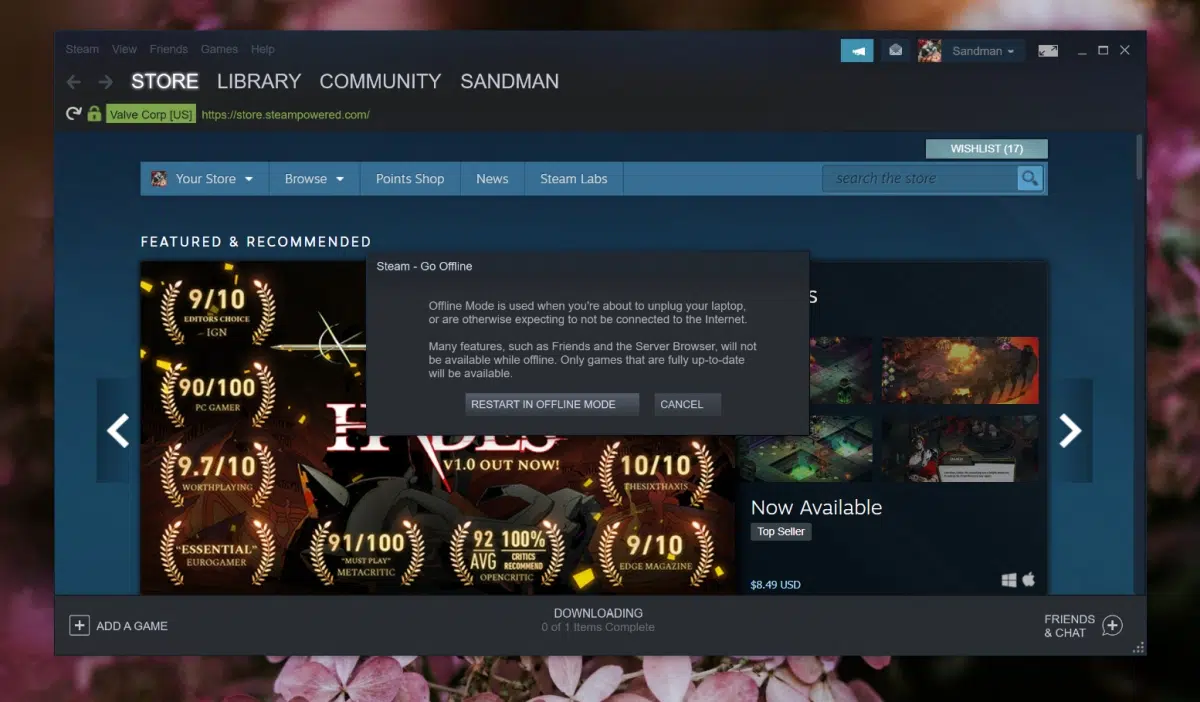 Steam View Friends Games Help
Sandman
STORE LIBRARY COMMUNITY SANDMAN
Valve Corp [US] https://store.steampowered.com/
WISHLIST (17)
Your Store Browse Points Shop News Steam Labs search the store
FEATURED & RECOMMENDED
Steam - Go Offline
Offline Mode is used when you're about to unplug your laptop,
or are otherwise expecting to not be connected to the Internet.
Many features, such as Friends and the Server Browser, will not
be available while offline. Only games that are fully up-to-date
will be available.
RESTART IN OFFLINE MODE CANCEL
9/10
EDITORS CHOICE
IGN
90/100
PC GAMER
9.7/10
WORTHPLAYING
"ESSENTIAL"
EUROGAMER
V1.0 OUT NOW!
91/100
"MUST PLAY"
METACRITIC
92 100%
AVG CRITICS
RECOMMEND
OPENCRITIC
10/10
THESIXTHAXIS
9/10
EDGE MAGAZINE
Now Available
Top Seller
$8.49 USD
ADD A GAME
DOWNLOADING
0 of 1 Items Complete
FRIENDS
& CHAT